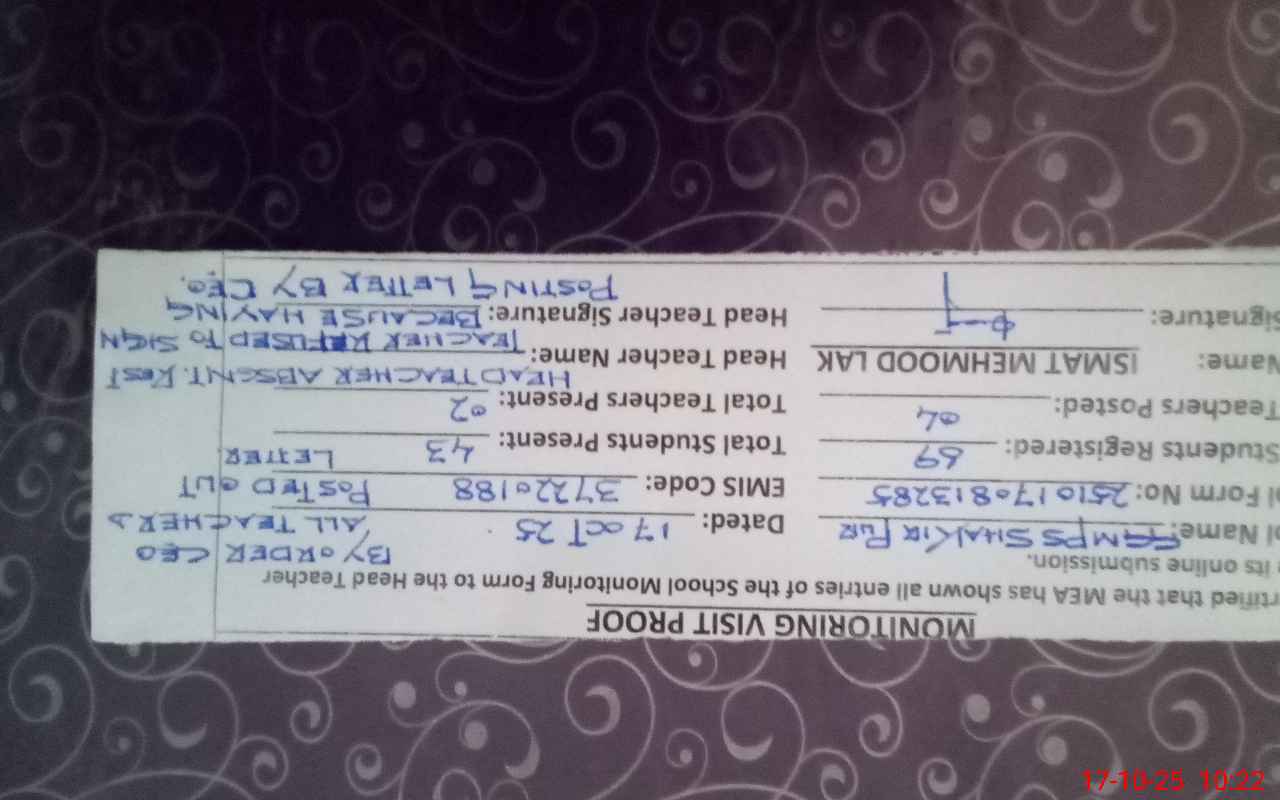 MONITORING VISIT PROOF
rtified that the MEA has shown all entries of the School Monitoring Form to the Head Teacher
e its online submission.
BY ORDER CEO
ol Name: GGMPS SHAKIR PUR Dated: 17 OCT 25. ALL TEACHERS
l Form No: 2510170813285 EMIS Code: 37220188 POSTED OUT
Students Registered: 89 Total Students Present: 43 LETTER.
Teachers Posted: 04 Total Teachers Present: 02
HEAD TEACHER ABSENT. REST
Name: ISMAT MEHMOOD LAK Head Teacher Name: TEACHER REFUSED TO SIGN
Signature: Head Teacher Signature: BECAUSE HAVING
POSTING LETTER BY CEO.
17-10-25 10:22